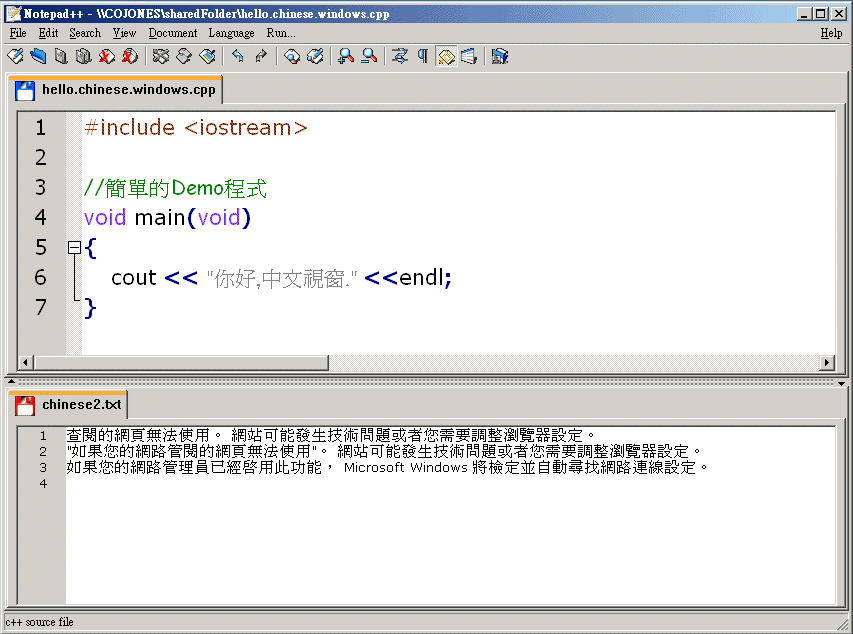 Notepad++ - \\COJONES\sharedFolder\hello.chinese.windows.cpp
File Edit Search View Document Language Run... Help
hello.chinese.windows.cpp
1 #include <iostream>
2
3 //簡單的Demo程式
4 void main(void)
5 {
6 cout << "你好,中文視窗." <<endl;
7 }
chinese2.txt
1 查閱的網頁無法使用。 網站可能發生技術問題或者您需要調整瀏覽器設定。
2 "如果您的網路管閱的網頁無法使用"。 網站可能發生技術問題或者您需要調整瀏覽器設定。
3 如果您的網路管理員已經啓用此功能， Microsoft Windows 將檢定並自動尋找網路連線設定。
4
c++ source file